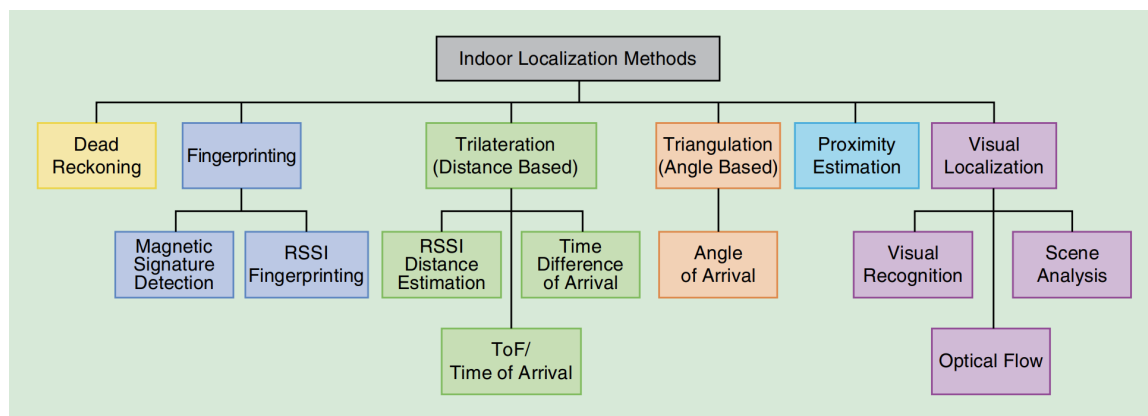 Indoor Localization Methods
Dead
Reckoning
Fingerprinting
Trilateration
(Distance Based)
Triangulation
(Angle Based)
Proximity
Estimation
Visual
Localization
Magnetic
Signature
Detection
RSSI
Fingerprinting
RSSI
Distance
Estimation
Time
Difference
of Arrival
Angle
of Arrival
Visual
Recognition
Scene
Analysis
ToF/
Time of Arrival
Optical Flow